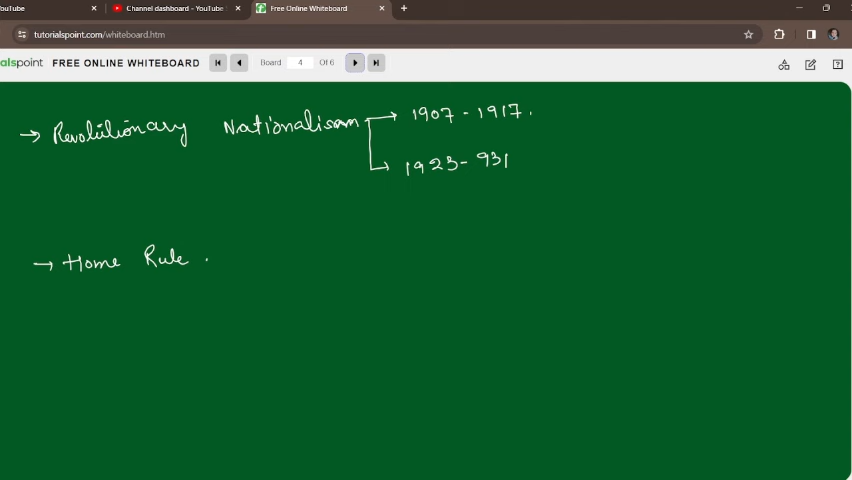 ouTube
Channel dashboard - YouTube S
Free Online Whiteboard
tutorialspoint.com/whiteboard.htm
alspoint FREE ONLINE WHITEBOARD Board 4 Of 6
→ Revolutionary Nationalism → 1907 - 1917.
→ 1923 - 931
→ Home Rule .